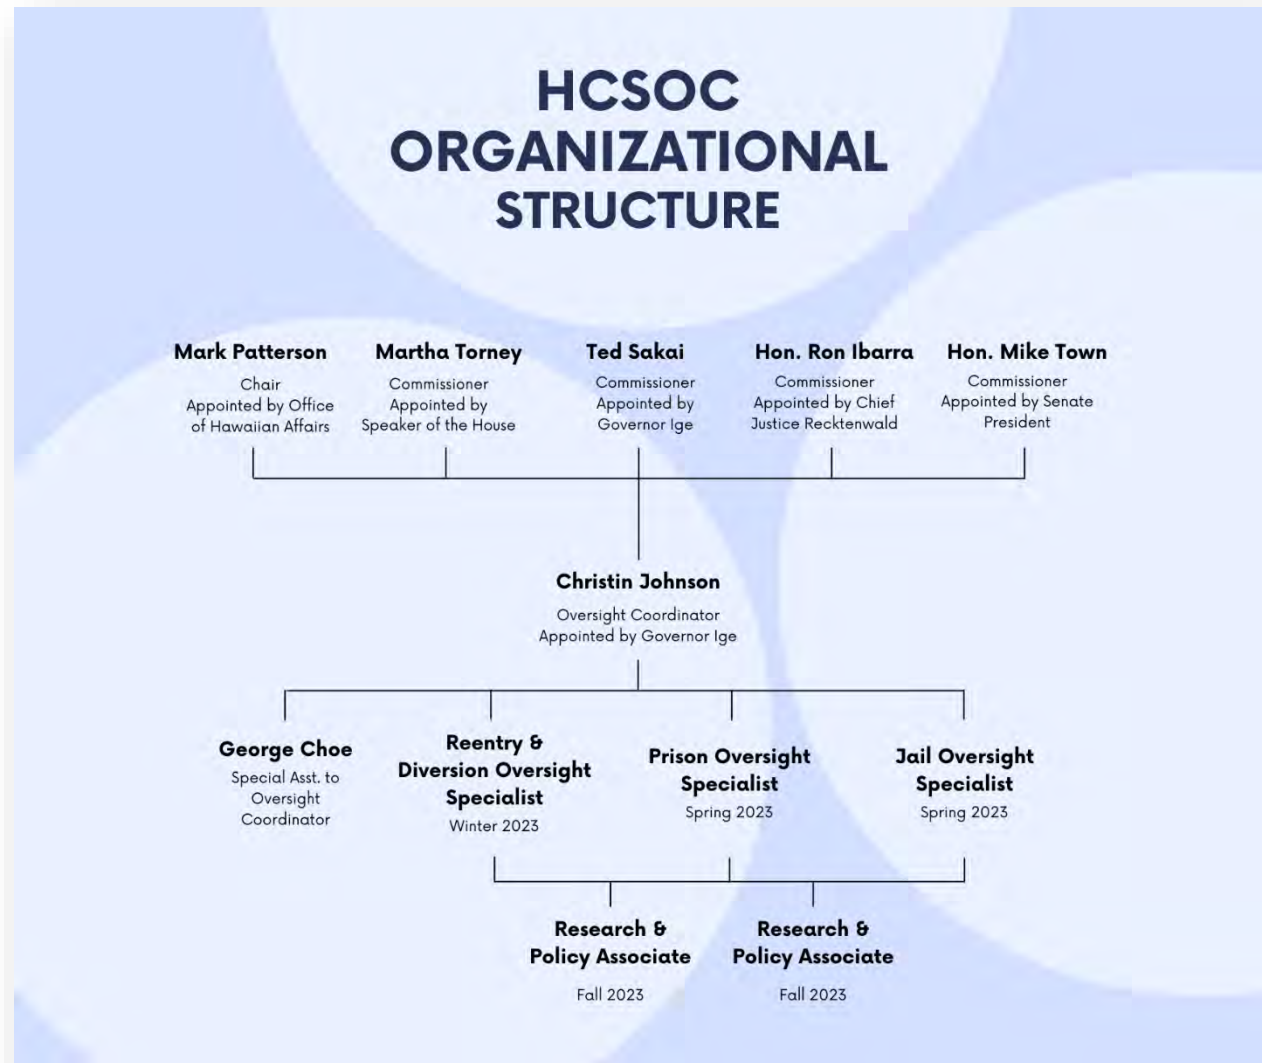 HCSOC
ORGANIZATIONAL
STRUCTURE
Mark Patterson
Chair
Appointed by Office
of Hawaiian Affairs
Martha Torney
Commissioner
Appointed by
Speaker of the House
Ted Sakai
Commissioner
Appointed by
Governor Ige
Hon. Ron Ibarra
Commissioner
Appointed by Chief
Justice Recktenwald
Hon. Mike Town
Commissioner
Appointed by Senate
President
Christin Johnson
Oversight Coordinator
Appointed by Governor Ige
George Choe
Special Asst. to
Oversight
Coordinator
Reentry &
Diversion Oversight
Specialist
Winter 2023
Prison Oversight
Specialist
Spring 2023
Jail Oversight
Specialist
Spring 2023
Research &
Policy Associate
Fall 2023
Research &
Policy Associate
Fall 2023